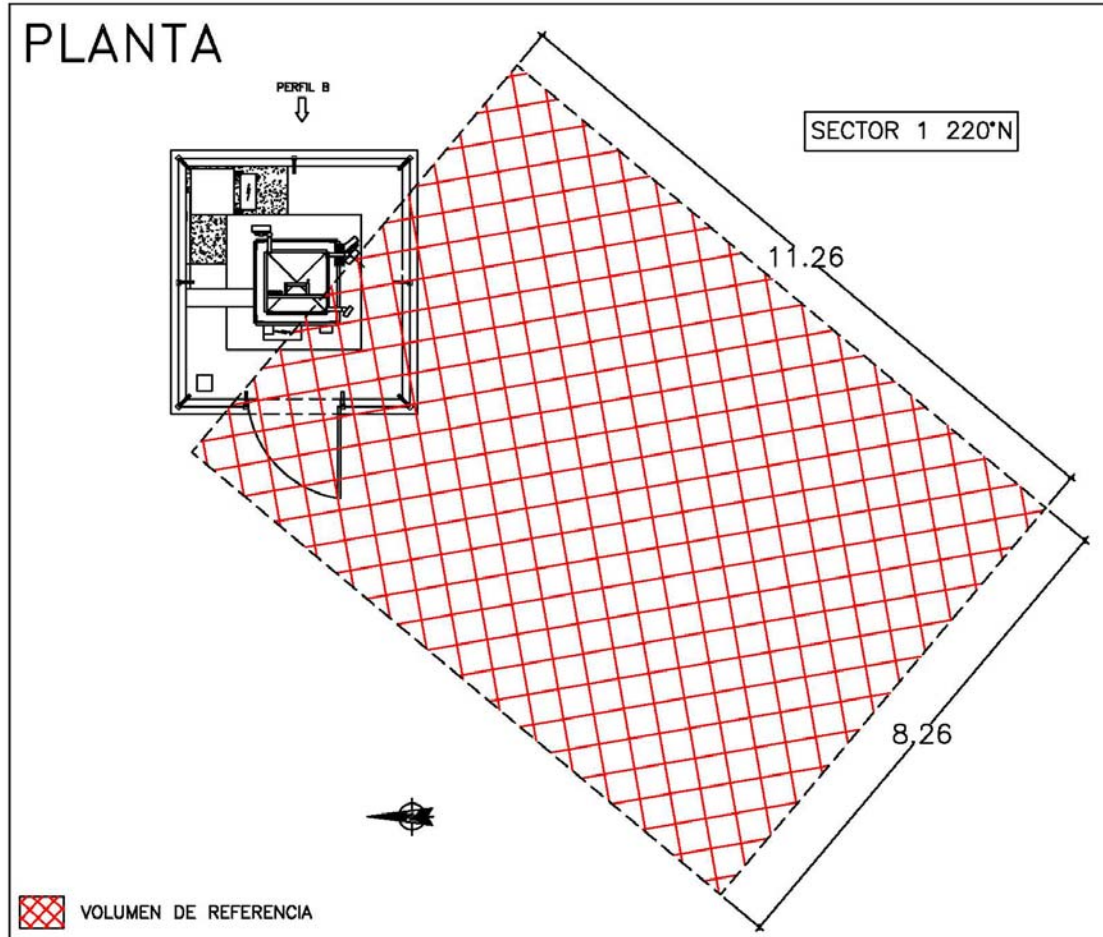 PLANTA
PERFIL B
SECTOR 1 220°N
11.26
8.26
VOLUMEN DE REFERENCIA